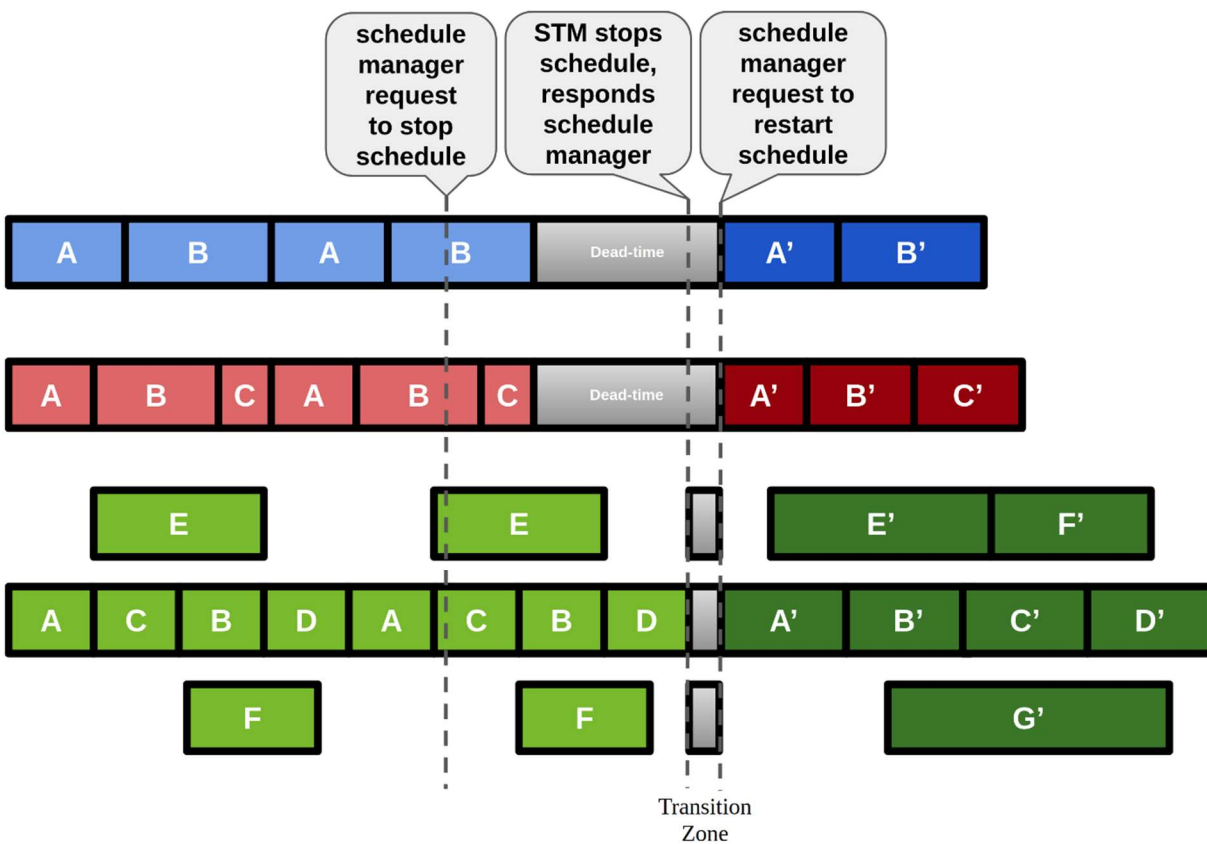 schedule
manager
request
to stop
schedule
STM stops
schedule,
responds
schedule
manager
schedule
manager
request to
restart
schedule
A B A B Dead-time A’ B’
A B C A B C Dead-time A’ B’ C’
E E E’ F’
A C B D A C B D A’ B’ C’ D’
F F G’
Transition
Zone